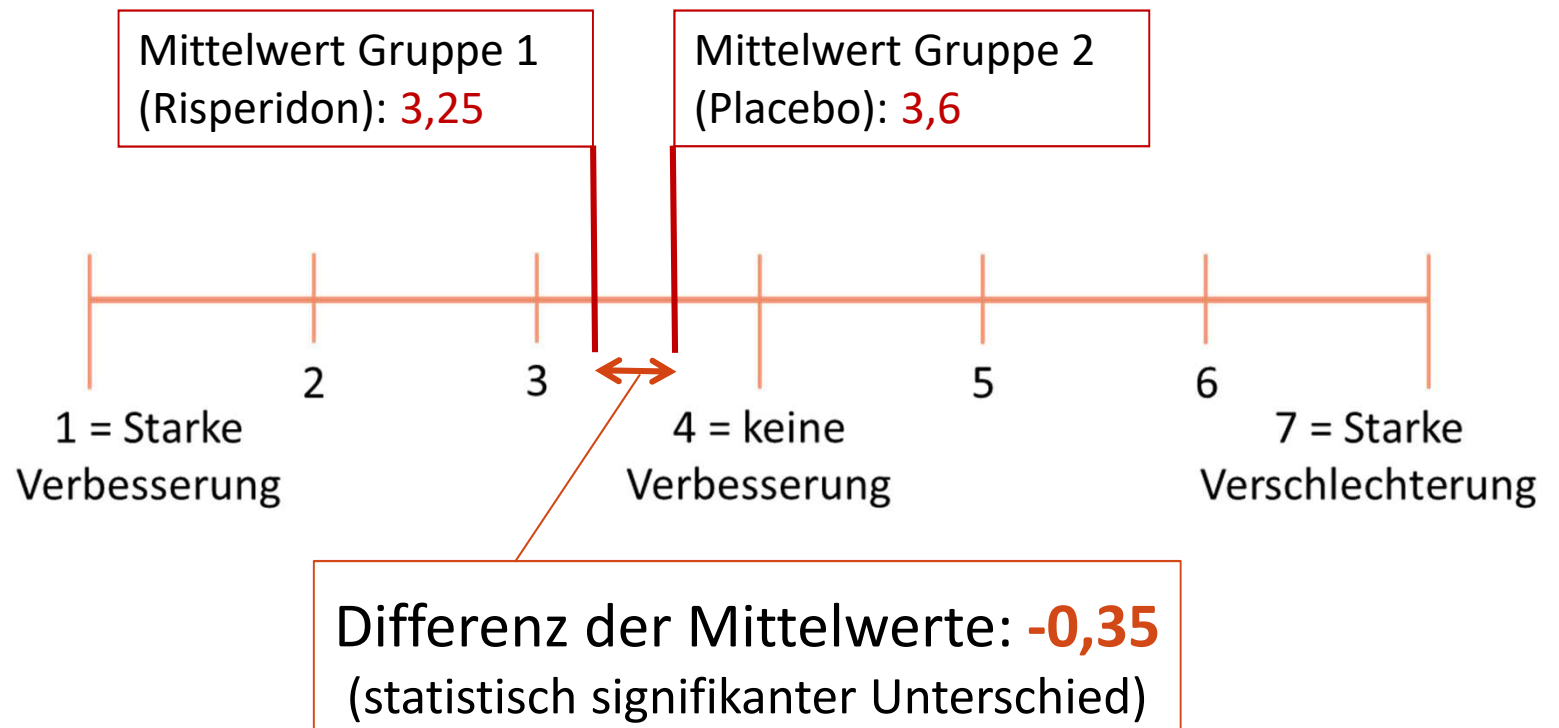 Mittelwert Gruppe 1
(Risperidon): 3,25
Mittelwert Gruppe 2
(Placebo): 3,6
2
3
5
6
1 = Starke
Verbesserung
4 = keine
Verbesserung
7 = Starke
Verschlechterung
Differenz der Mittelwerte: -0,35
(statistisch signifikanter Unterschied)